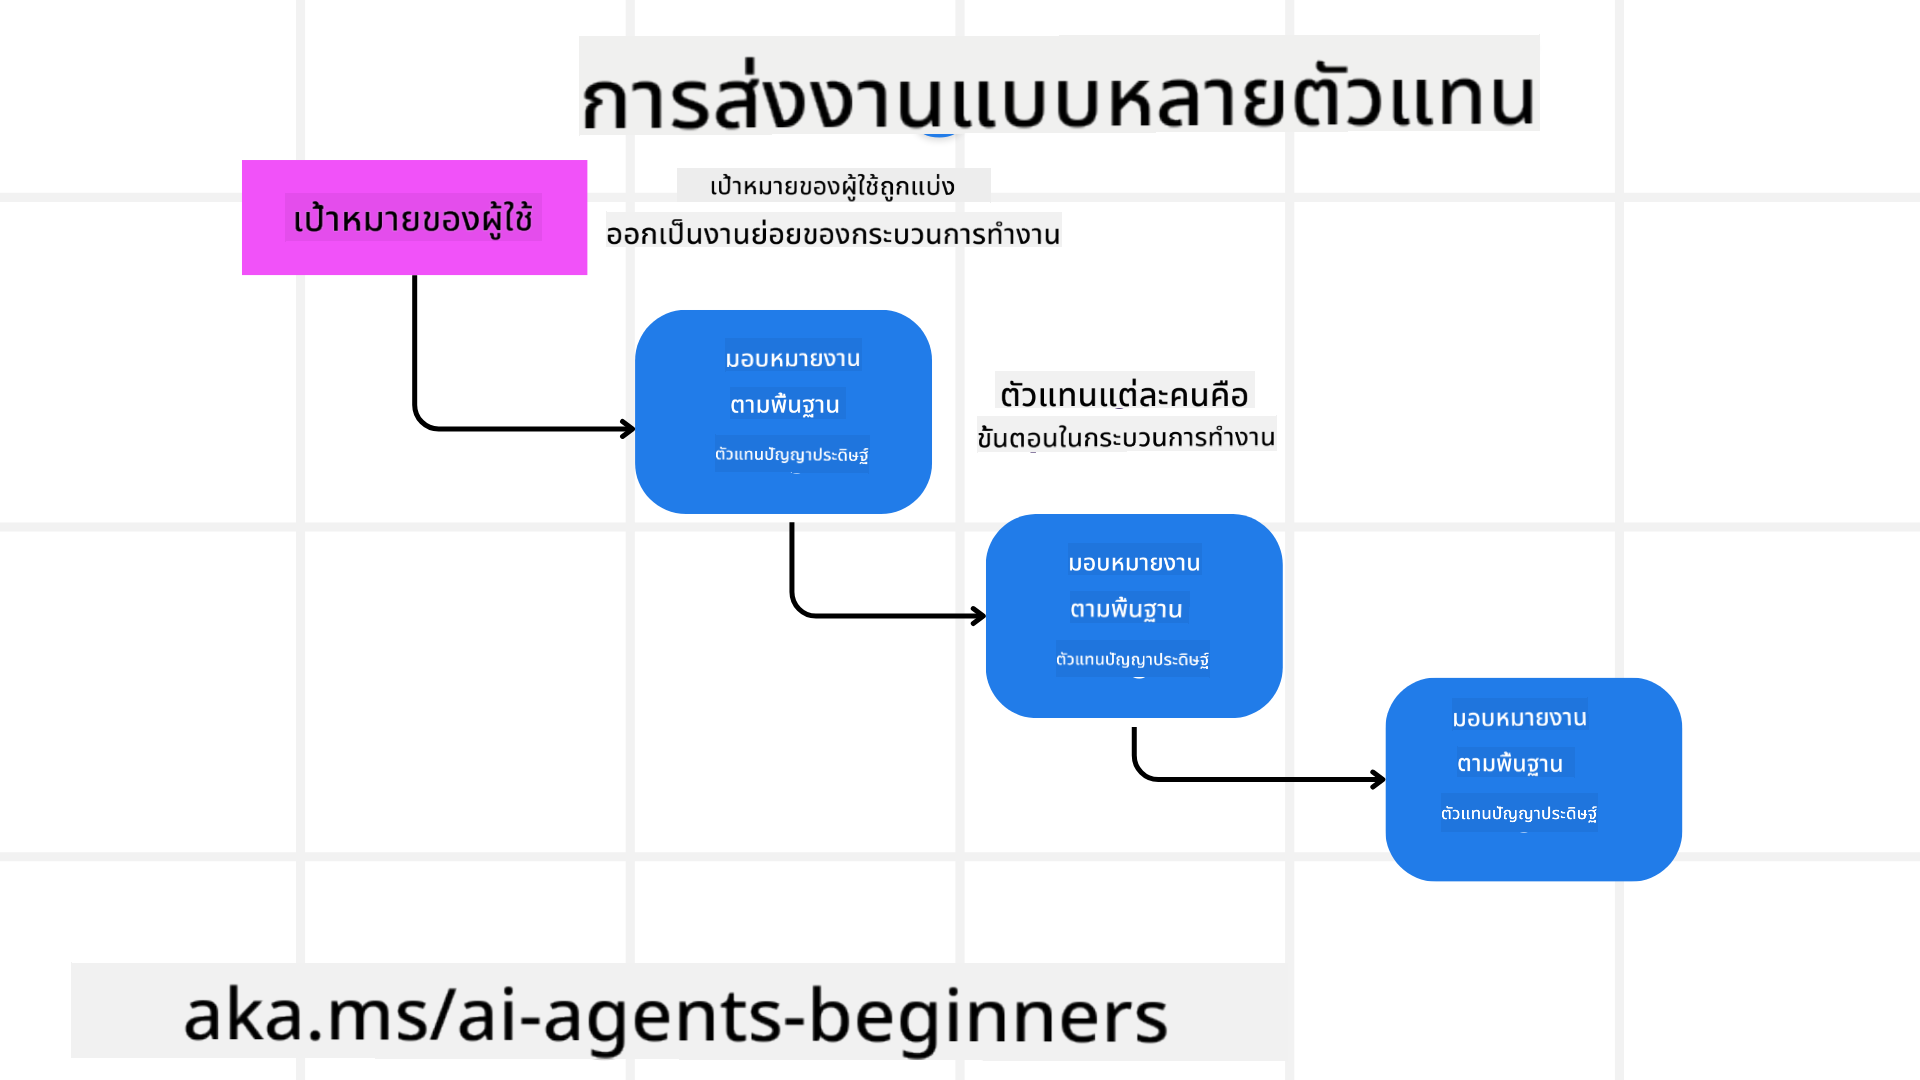 การส่งงานแบบหลายตัวแทน
เป้าหมายของผู้ใช้
เป้าหมายของผู้ใช้ถูกแบ่ง
ออกเป็นงานย่อยของกระบวนการทำงาน
มอบหมายงาน
ตามพื้นฐาน
ตัวแทนปัญญาประดิษฐ์
ตัวแทนแต่ละคนคือ
ขั้นตอนในกระบวนการทำงาน
มอบหมายงาน
ตามพื้นฐาน
ตัวแทนปัญญาประดิษฐ์
มอบหมายงาน
ตามพื้นฐาน
ตัวแทนปัญญาประดิษฐ์
aka.ms/ai-agents-beginners